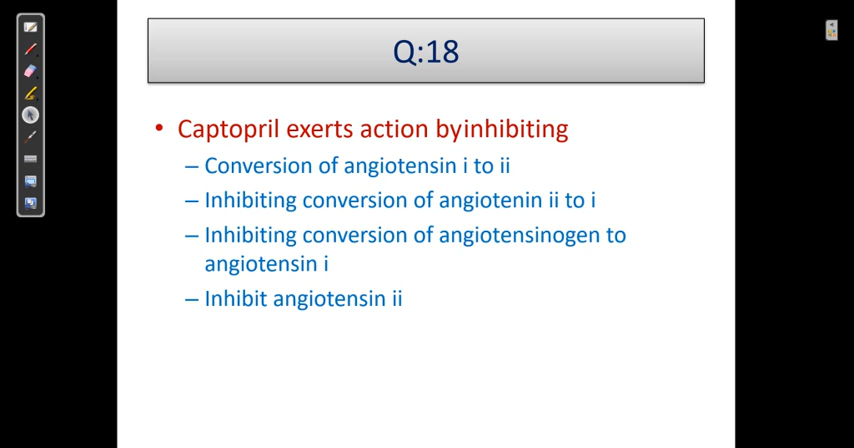 Q:18
• Captopril exerts action byinhibiting
– Conversion of angiotensin i to ii
– Inhibiting conversion of angiotenin ii to i
– Inhibiting conversion of angiotensinogen to
angiotensin i
– Inhibit angiotensin ii